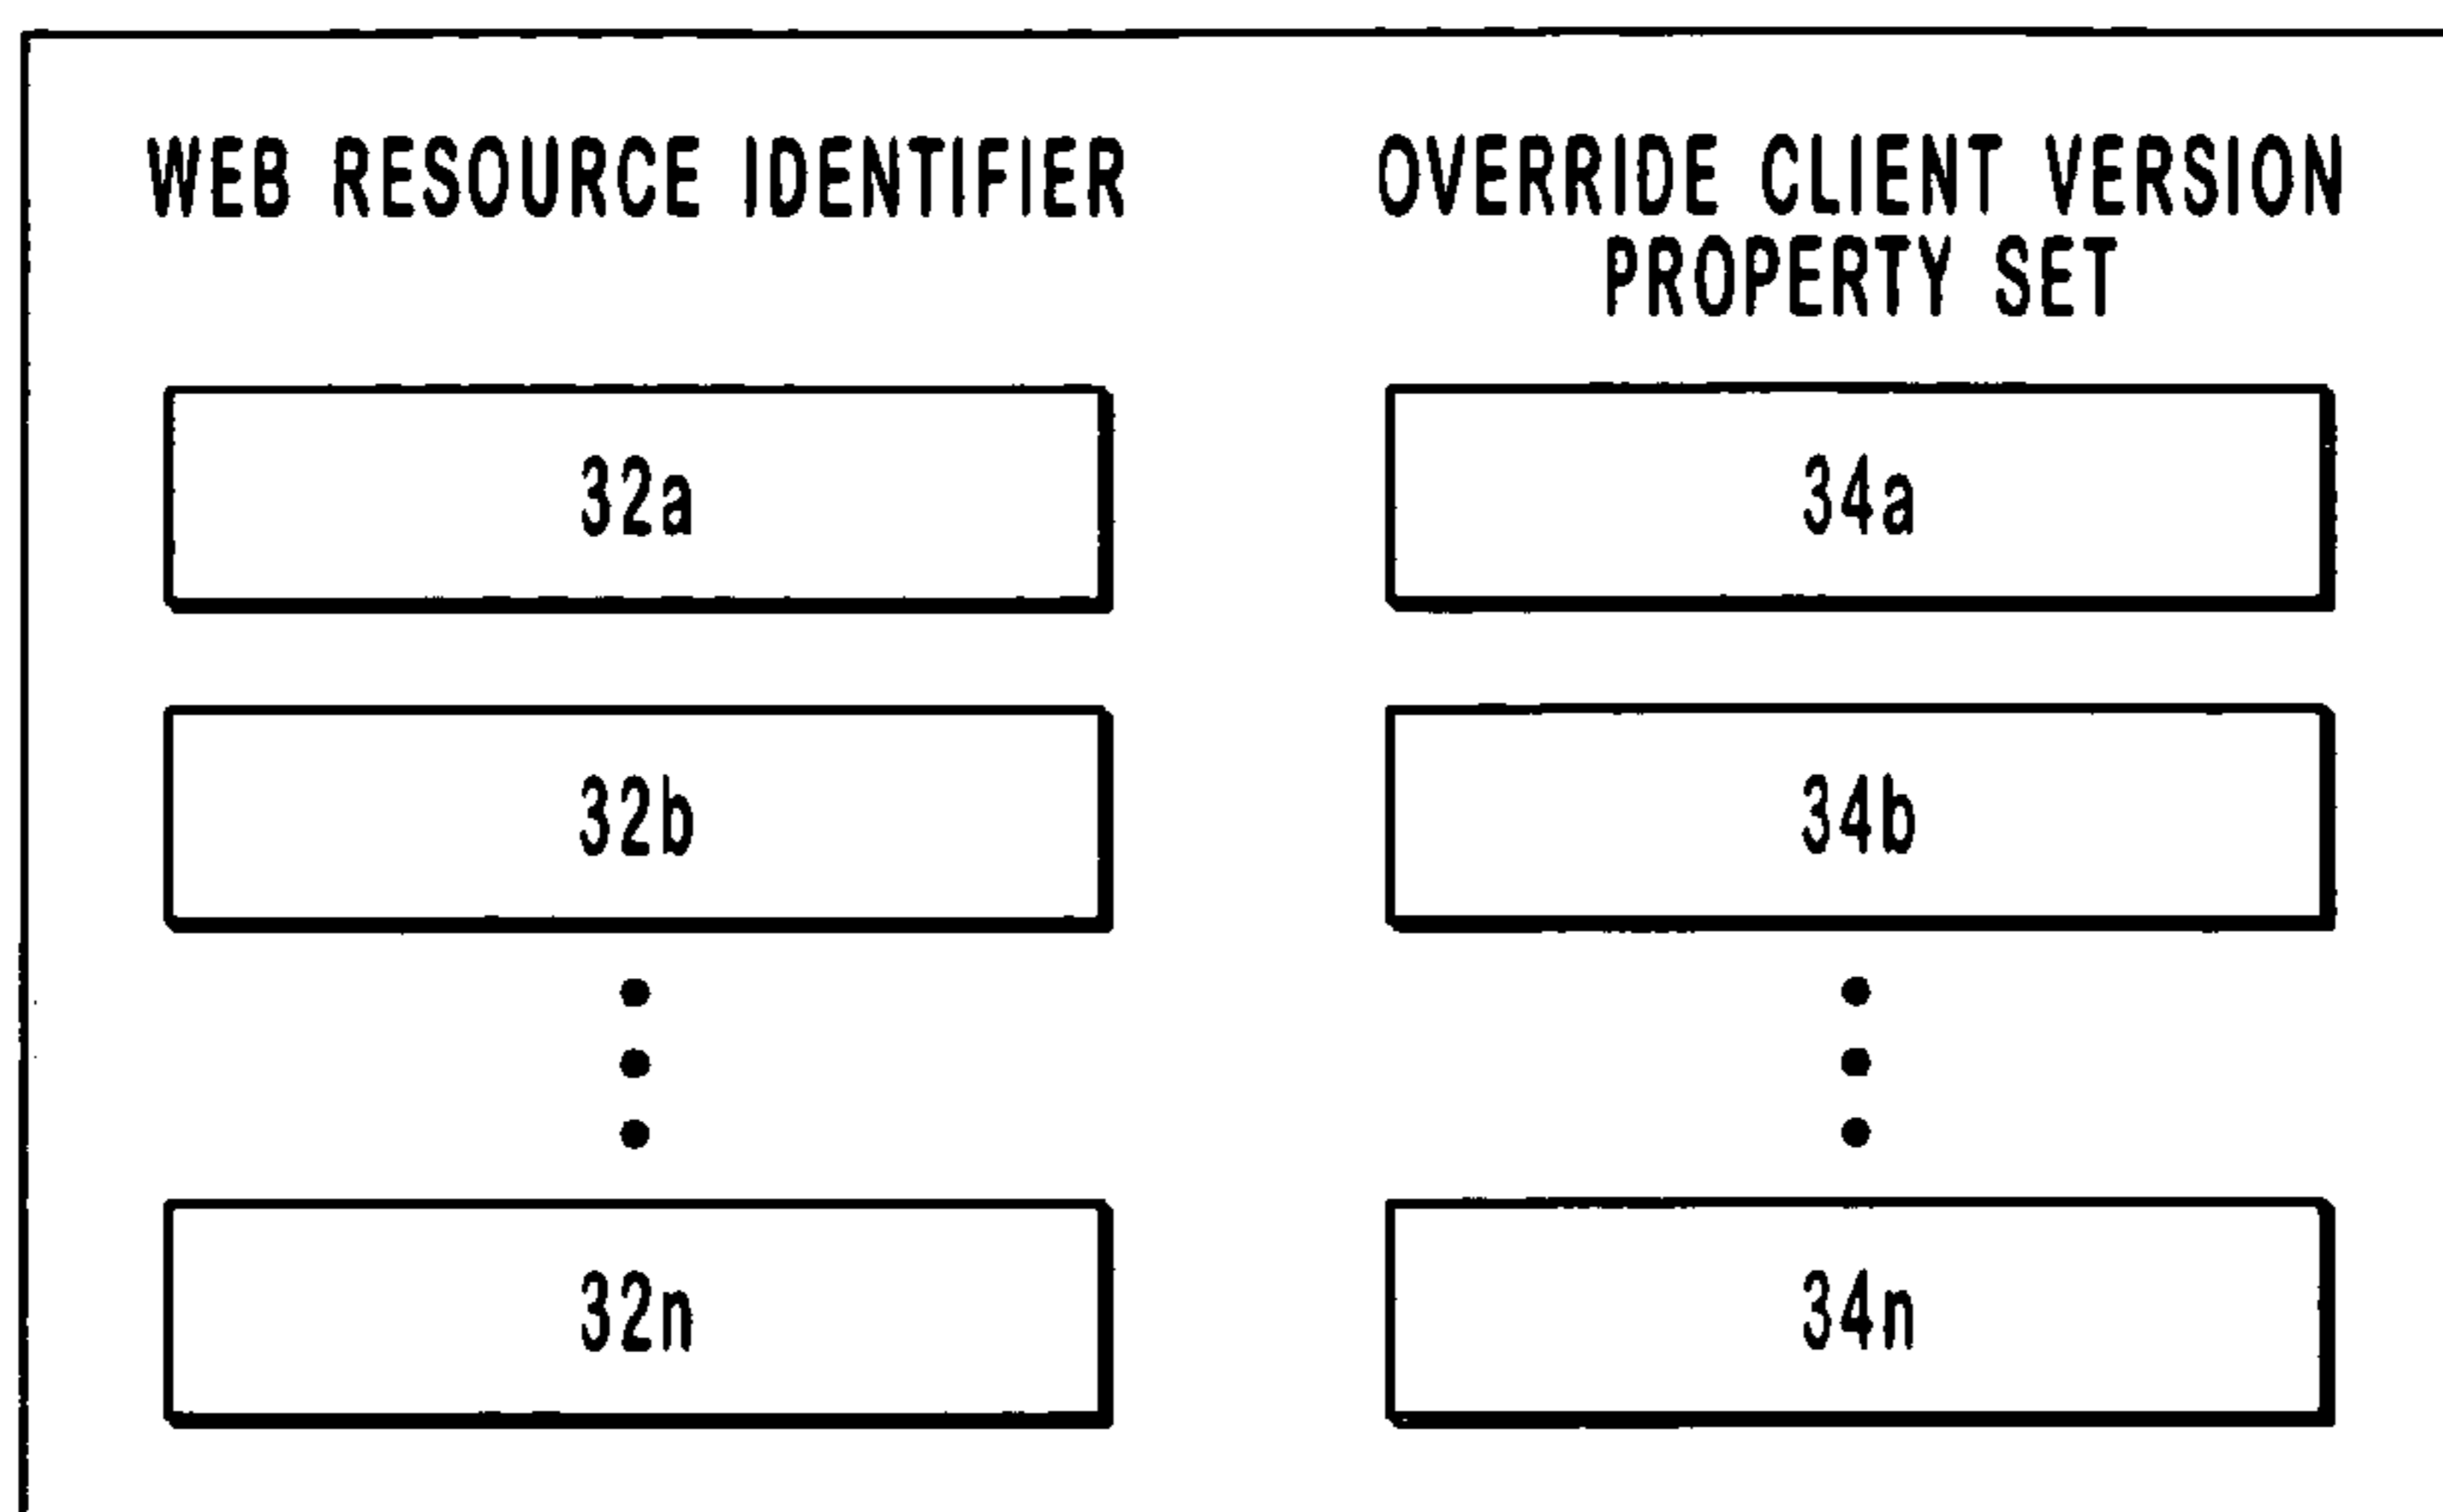 WEB RESOURCE IDENTIFIER
OVERRIDE CLIENT VERSION
PROPERTY SET
32a
34a
32b
34b
32n
34n